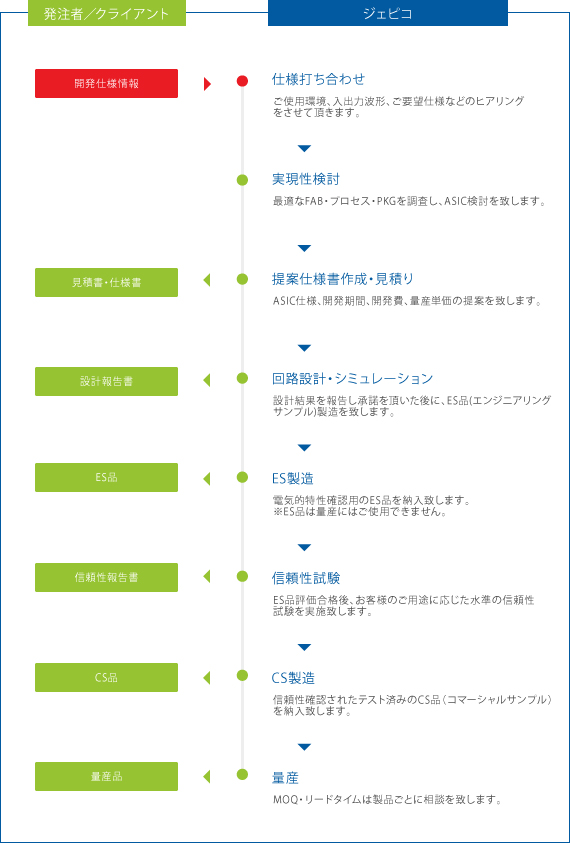 発注者／クライアント
ジェピコ
開発仕様情報
仕様打ち合わせ
ご使用環境、入出力波形、ご要望仕様などのヒアリング
をさせて頂きます。
実現性検討
最適なFAB・プロセス・PKGを調査し、ASIC検討を致します。
見積書・仕様書
提案仕様書作成・見積り
ASIC仕様、開発期間、開発費、量産単価の提案を致します。
設計報告書
回路設計・シミュレーション
設計結果を報告し承諾を頂いた後に、ES品(エンジニアリング
サンプル)製造を致します。
ES品
ES製造
電気的特性確認用のES品を納入致します。
※ES品は量産にはご使用できません。
信頼性報告書
信頼性試験
ES品評価合格後、お客様のご用途に応じた水準の信頼性
試験を実施致します。
CS品
CS製造
信頼性確認されたテスト済みのCS品（コマーシャルサンプル）
を納入致します。
量産品
量産
MOQ・リードタイムは製品ごとに相談を致します。